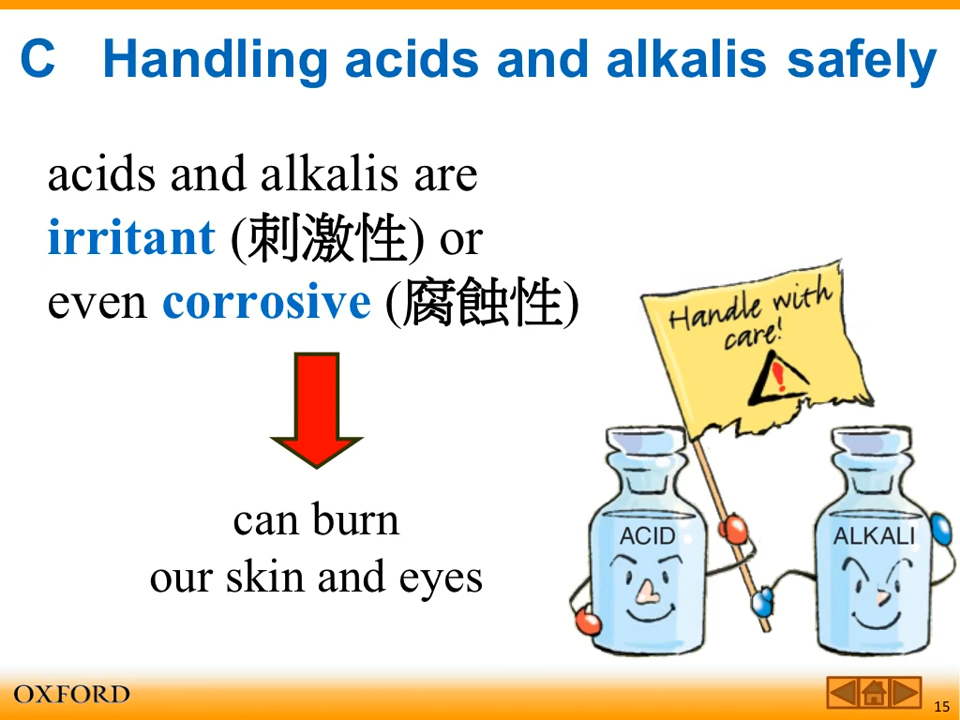 C Handling acids and alkalis safely
acids and alkalis are
irritant (刺激性) or
even corrosive (腐蝕性)
can burn
our skin and eyes
Handle with
care!
!
ACID
ALKALI
OXFORD
15